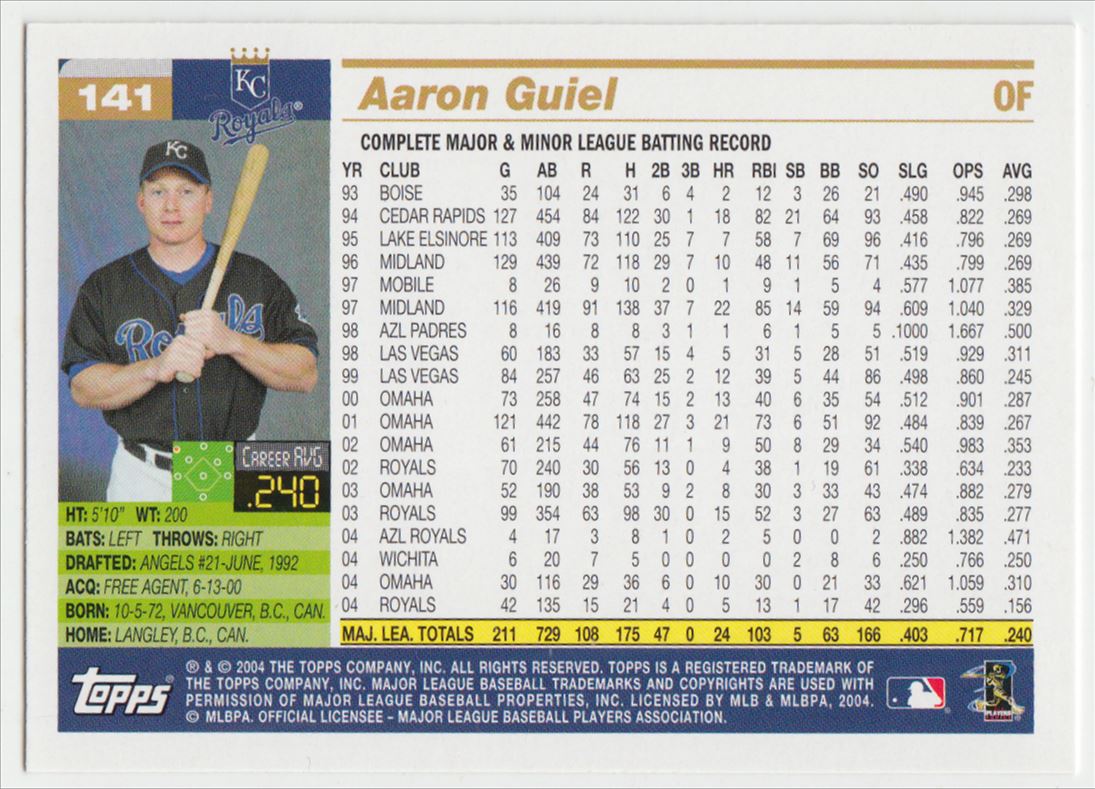 141
KC
Royals®
Aaron Guiel
OF
COMPLETE MAJOR & MINOR LEAGUE BATTING RECORD
YR CLUB G AB R H 2B 3B HR RBI SB BB SO SLG OPS AVG
93 BOISE 35 104 24 31 6 4 2 12 3 26 21 .490 .945 .298
94 CEDAR RAPIDS 127 454 84 122 30 1 18 82 21 64 93 .458 .822 .269
95 LAKE ELSINORE 113 409 73 110 25 7 7 58 7 69 96 .416 .796 .269
96 MIDLAND 129 439 72 118 29 7 10 48 11 56 71 .435 .799 .269
97 MOBILE 8 26 9 10 2 0 1 9 1 5 4 .577 1.077 .385
97 MIDLAND 116 419 91 138 37 7 22 85 14 59 94 .609 1.040 .329
98 AZL PADRES 8 16 8 8 3 1 1 6 1 5 5 .1000 1.667 .500
98 LAS VEGAS 60 183 33 57 15 4 5 31 5 28 51 .519 .929 .311
99 LAS VEGAS 84 257 46 63 25 2 12 39 5 44 86 .498 .860 .245
00 OMAHA 73 258 47 74 15 2 13 40 6 35 54 .512 .901 .287
01 OMAHA 121 442 78 118 27 3 21 73 6 51 92 .484 .839 .267
02 OMAHA 61 215 44 76 11 1 9 50 8 29 34 .540 .983 .353
02 ROYALS 70 240 30 56 13 0 4 38 1 19 61 .338 .634 .233
03 OMAHA 52 190 38 53 9 2 8 30 3 33 43 .474 .882 .279
03 ROYALS 99 354 63 98 30 0 15 52 3 27 63 .489 .835 .277
04 AZL ROYALS 4 17 3 8 1 0 2 5 0 0 2 .882 1.382 .471
04 WICHITA 6 20 7 5 0 0 0 0 2 8 6 .250 .766 .250
04 OMAHA 30 116 29 36 6 0 10 30 0 21 33 .621 1.059 .310
04 ROYALS 42 135 15 21 4 0 5 13 1 17 42 .296 .559 .156
MAJ. LEA. TOTALS 211 729 108 175 47 0 24 103 5 63 166 .403 .717 .240
KC
Royals
CAREER AVG
.240
HT: 5'10" WT: 200
BATS: LEFT THROWS: RIGHT
DRAFTED: ANGELS #21-JUNE, 1992
ACQ: FREE AGENT, 6-13-00
BORN: 10-5-72, VANCOUVER, B.C., CAN.
HOME: LANGLEY, B.C., CAN.
topps®
® & © 2004 THE TOPPS COMPANY, INC. ALL RIGHTS RESERVED. TOPPS IS A REGISTERED TRADEMARK OF
THE TOPPS COMPANY, INC. MAJOR LEAGUE BASEBALL TRADEMARKS AND COPYRIGHTS ARE USED WITH
PERMISSION OF MAJOR LEAGUE BASEBALL PROPERTIES, INC. LICENSED BY MLB & MLBPA, 2004.
© MLBPA. OFFICIAL LICENSEE – MAJOR LEAGUE BASEBALL PLAYERS ASSOCIATION.
PLAYERS